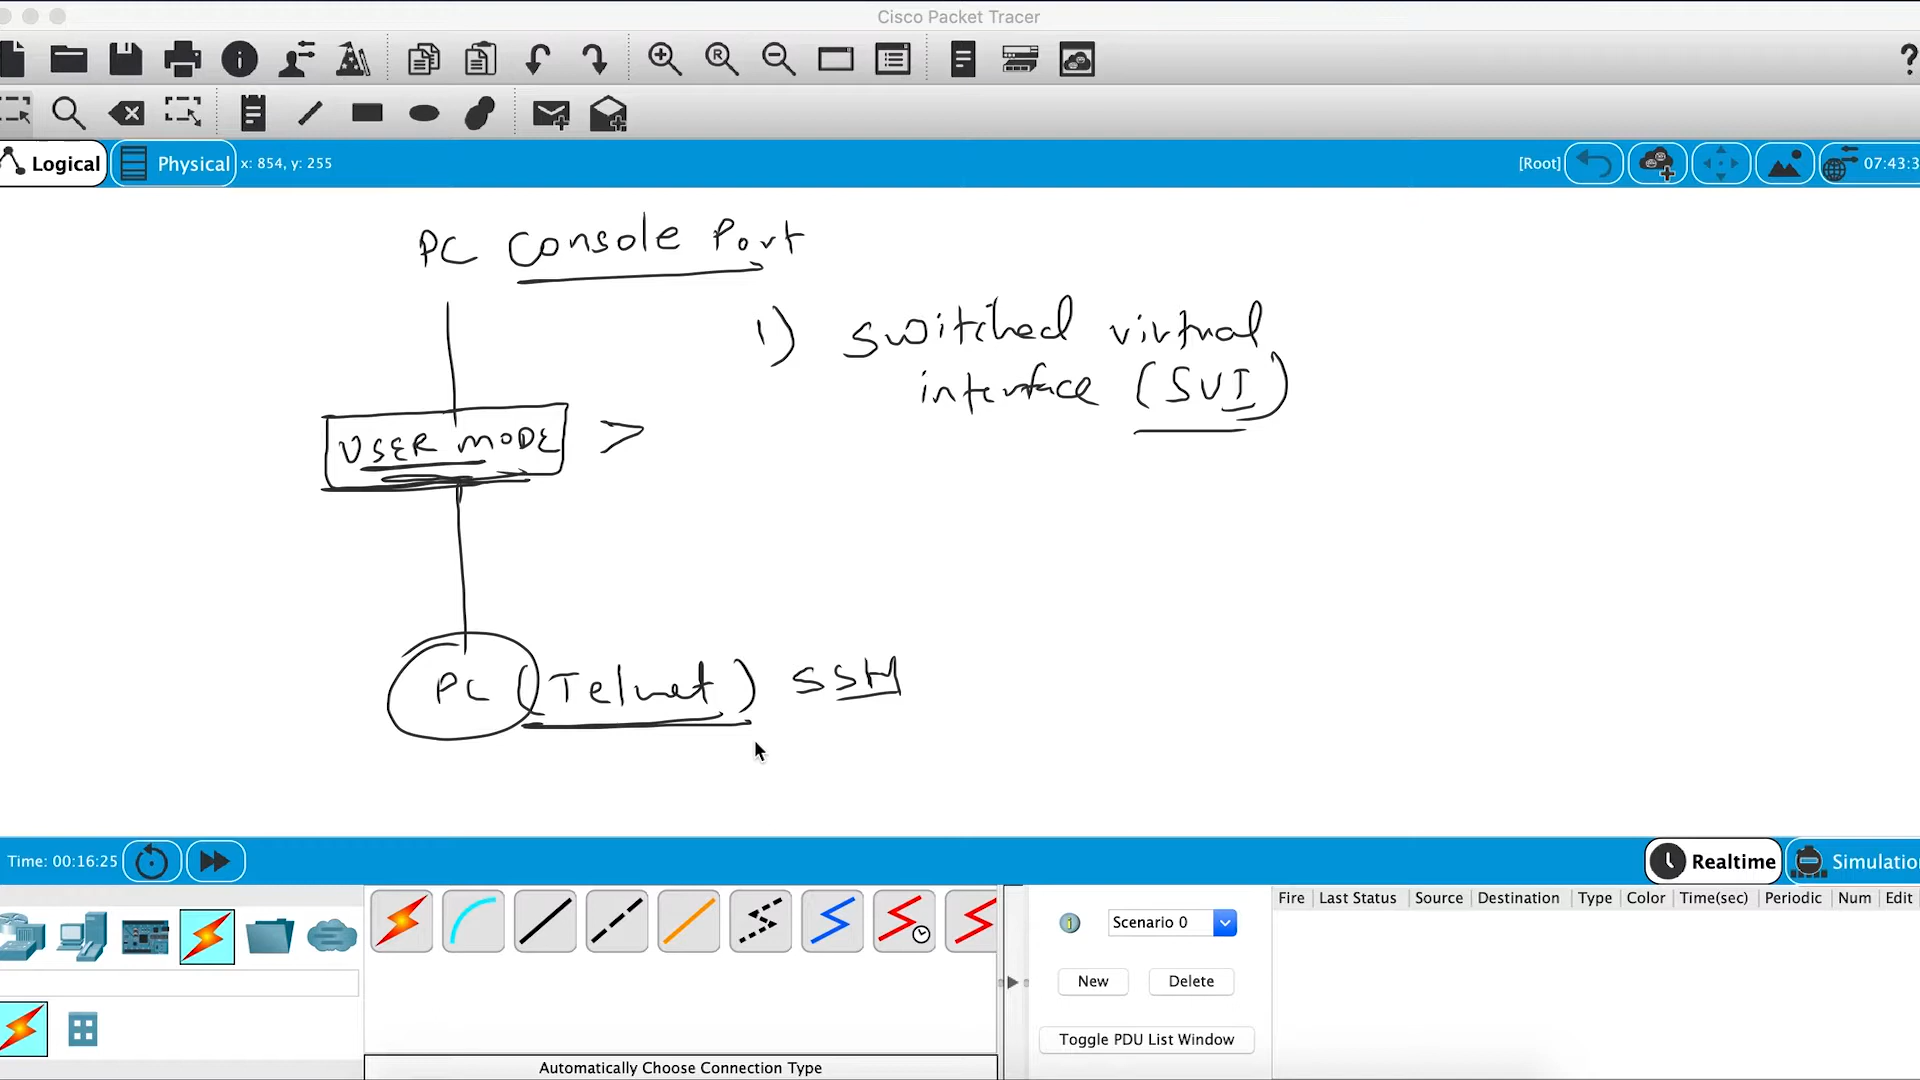 Cisco Packet Tracer
Logical
Physical
x: 854, y: 255
[Root]
07:43:3
PC Console Port
1) switched virtual
interface (SVI)
USER MODE >
PC (Telnet) SSH
Time: 00:16:25
Realtime
Simulatio
Fire Last Status Source Destination Type Color Time(sec) Periodic Num Edit
Scenario 0
New
Delete
Toggle PDU List Window
Automatically Choose Connection Type